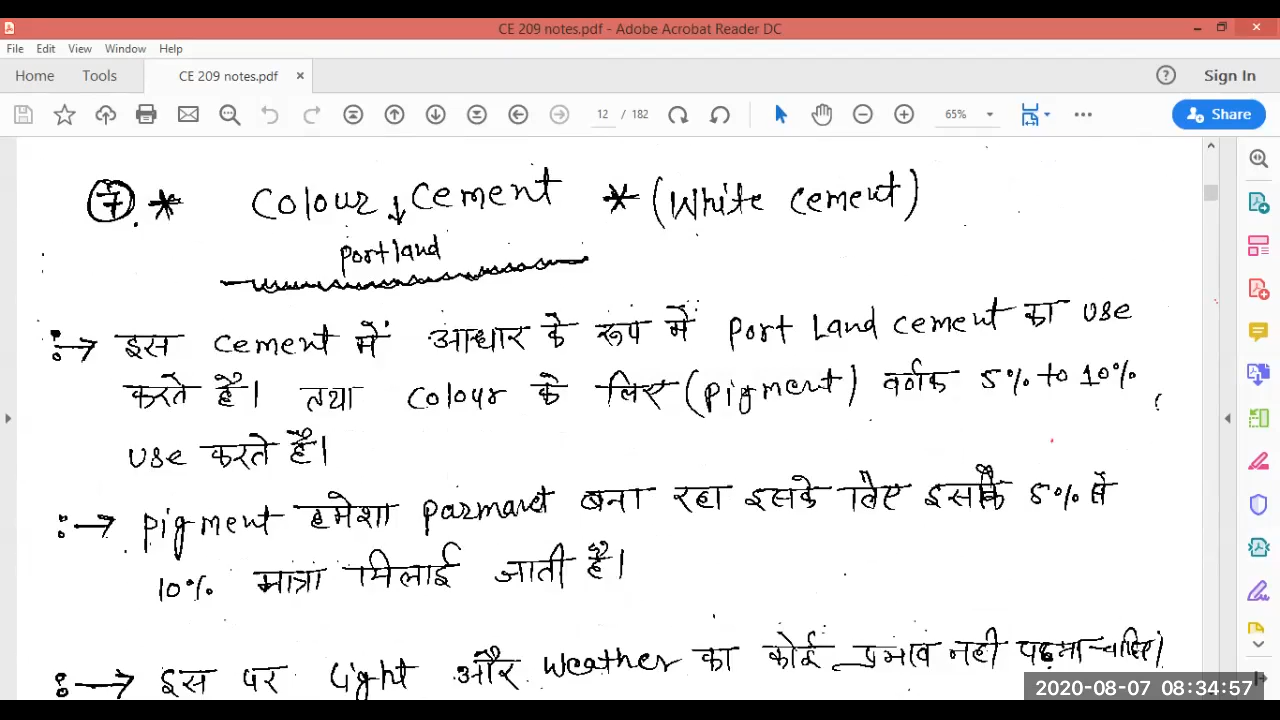 CE 209 notes.pdf - Adobe Acrobat Reader DC
File Edit View Window Help
Home Tools CE 209 notes.pdf × Sign In
12 / 182 65% Share
7 * Colour Cement * (White cement)
Portland
:→ इस cement में आधार के रूप में Port Land cement का use
करते है। तथा Colour के लिए (Pigment) वर्णक 5% to 10%
use करते है।
:→ Pigment हमेशा बना रहा इसके लिए इसकी 5% से
10% मात्रा मिलाई जाती है।
:→ इस पर Light और weather का कोई प्रभाव नही पढ़ना चाहिए।
2020-08-07 08:34:57